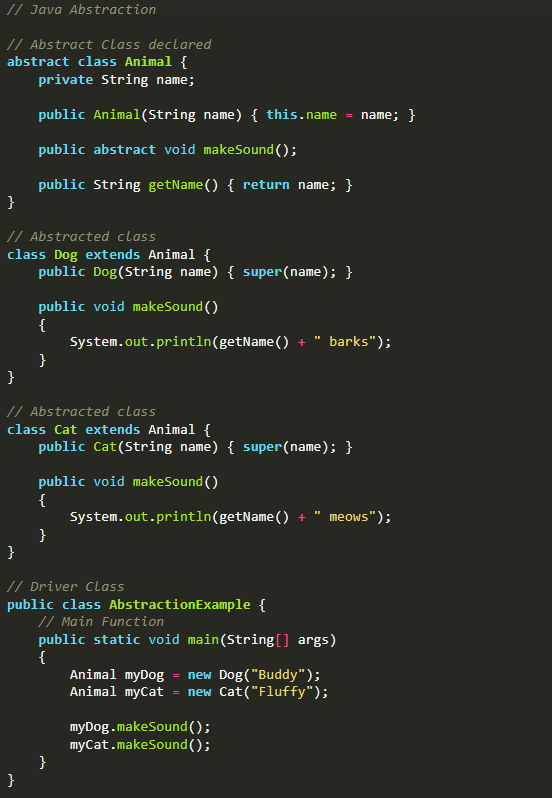 // Java Abstraction

// Abstract Class declared
abstract class Animal {
    private String name;

    public Animal(String name) { this.name = name; }

    public abstract void makeSound();

    public String getName() { return name; }
}

// Abstracted class
class Dog extends Animal {
    public Dog(String name) { super(name); }

    public void makeSound()
    {
        System.out.println(getName() + " barks");
    }
}

// Abstracted class
class Cat extends Animal {
    public Cat(String name) { super(name); }

    public void makeSound()
    {
        System.out.println(getName() + " meows");
    }
}

// Driver Class
public class AbstractionExample {
    // Main Function
    public static void main(String[] args)
    {
        Animal myDog = new Dog("Buddy");
        Animal myCat = new Cat("Fluffy");

        myDog.makeSound();
        myCat.makeSound();
    }
}